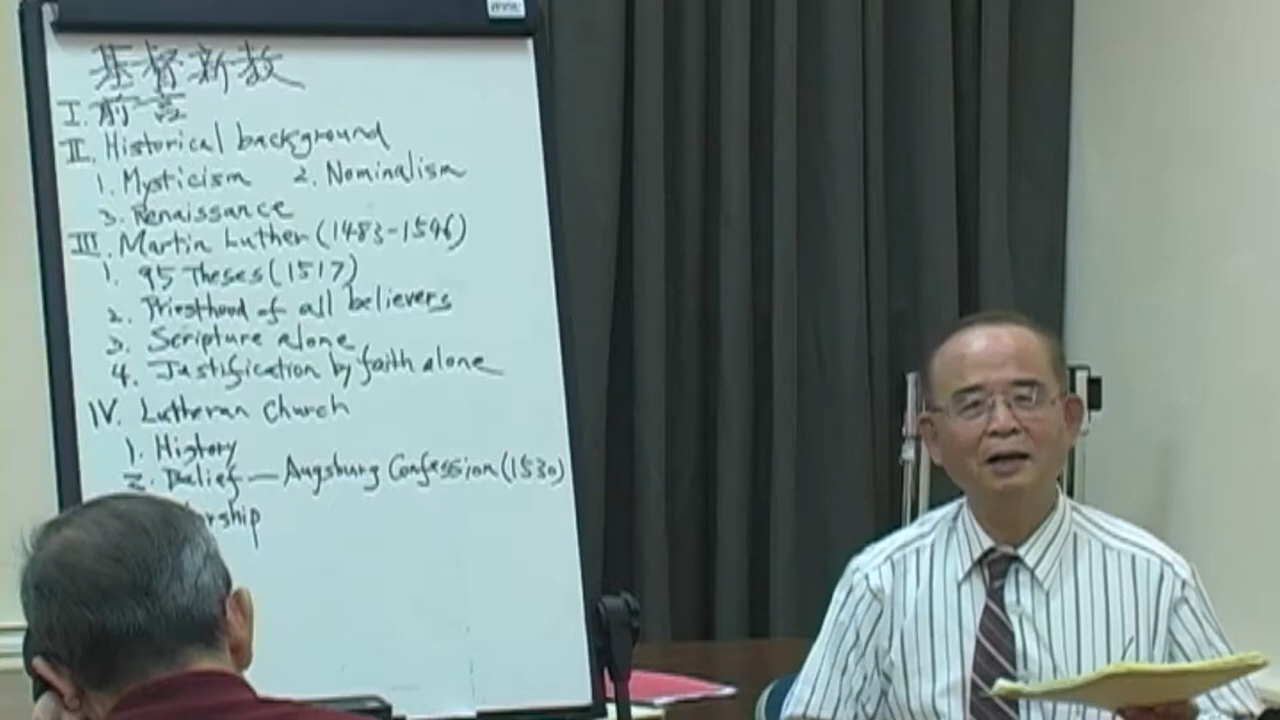 基督新教
I. 前言
II. Historical background
1. Mysticism 2. Nominalism
3. Renaissance
III. Martin Luther (1483-1546)
1. 95 Theses (1517)
2. Priesthood of all believers
3. Scripture alone
4. Justification by faith alone
IV. Lutheran Church
1. History
2. Belief — Augsburg Confession (1530)